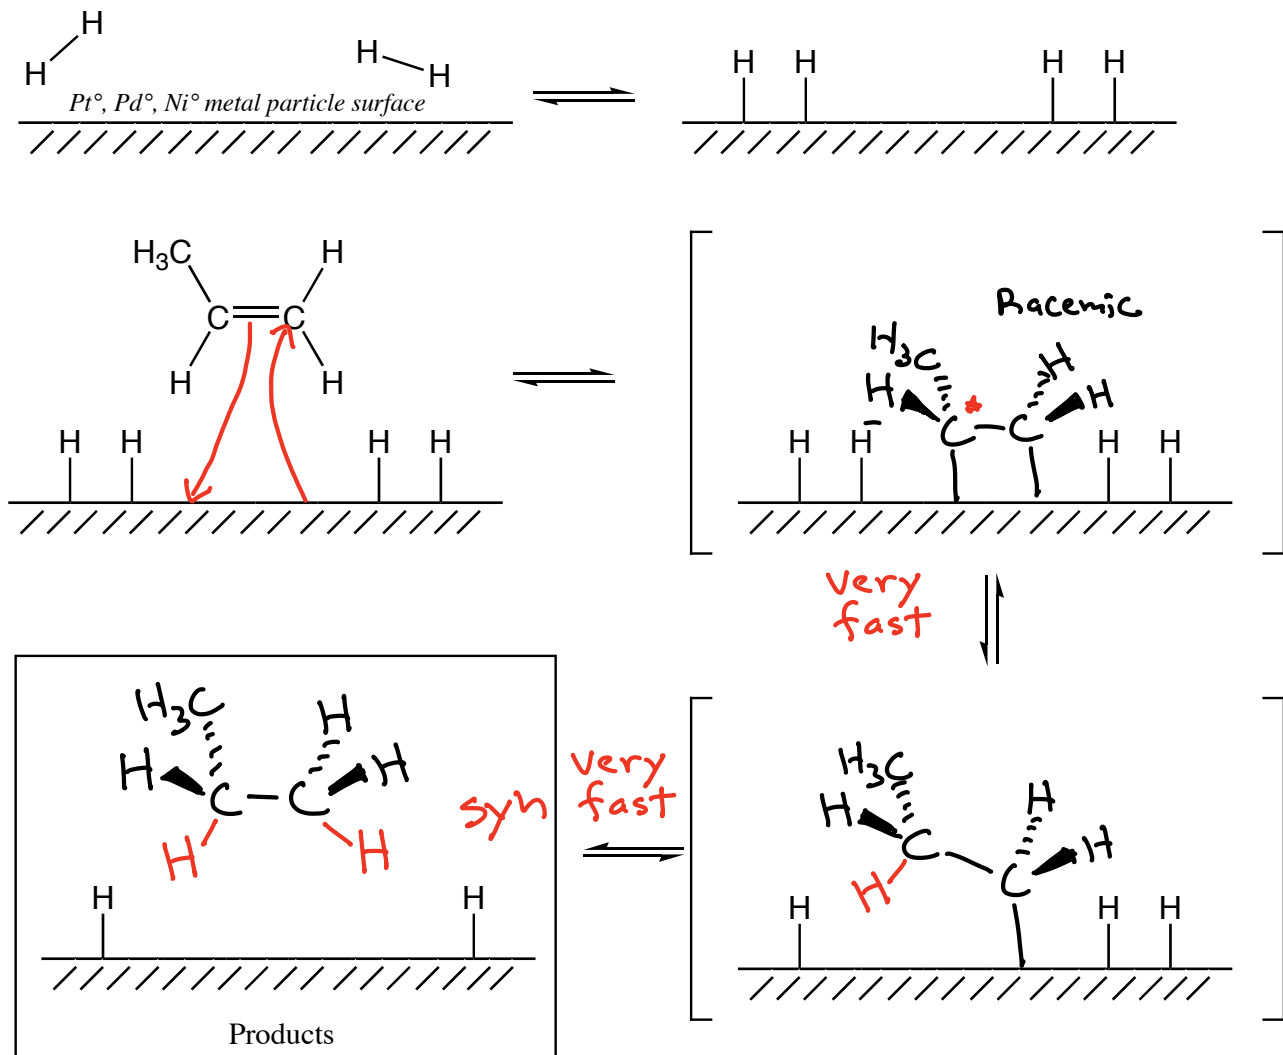 H H
H H
Pt°, Pd°, Ni° metal particle surface
H H H H
H₃C H
C C
H H
H H H H
Racemic
H₃C H
H H
C * C
H H H H
very
fast
H₃C H
H H
C C
H H
syn
very
fast
H H
Products
H₃C H
H H
C
C
H
H H H